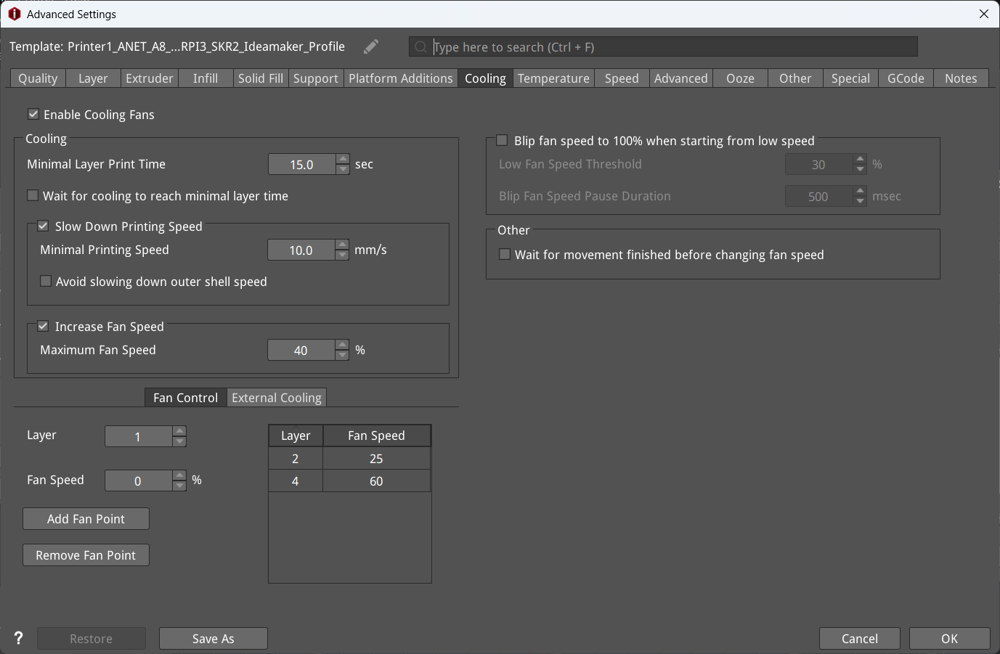 Advanced Settings
Template: Printer1_ANET_A8_...RPI3_SKR2_Ideamaker_Profile
Type here to search (Ctrl + F)
Quality Layer Extruder Infill Solid Fill Support Platform Additions Cooling Temperature Speed Advanced Ooze Other Special GCode Notes
Enable Cooling Fans
Cooling
Minimal Layer Print Time 15.0 sec
Wait for cooling to reach minimal layer time
Slow Down Printing Speed
Minimal Printing Speed 10.0 mm/s
Avoid slowing down outer shell speed
Increase Fan Speed
Maximum Fan Speed 40 %
Blip fan speed to 100% when starting from low speed
Low Fan Speed Threshold 30 %
Blip Fan Speed Pause Duration 500 msec
Other
Wait for movement finished before changing fan speed
Fan Control External Cooling
Layer 1
Fan Speed 0 %
Add Fan Point
Remove Fan Point
Layer Fan Speed
2 25
4 60
? Restore Save As Cancel OK